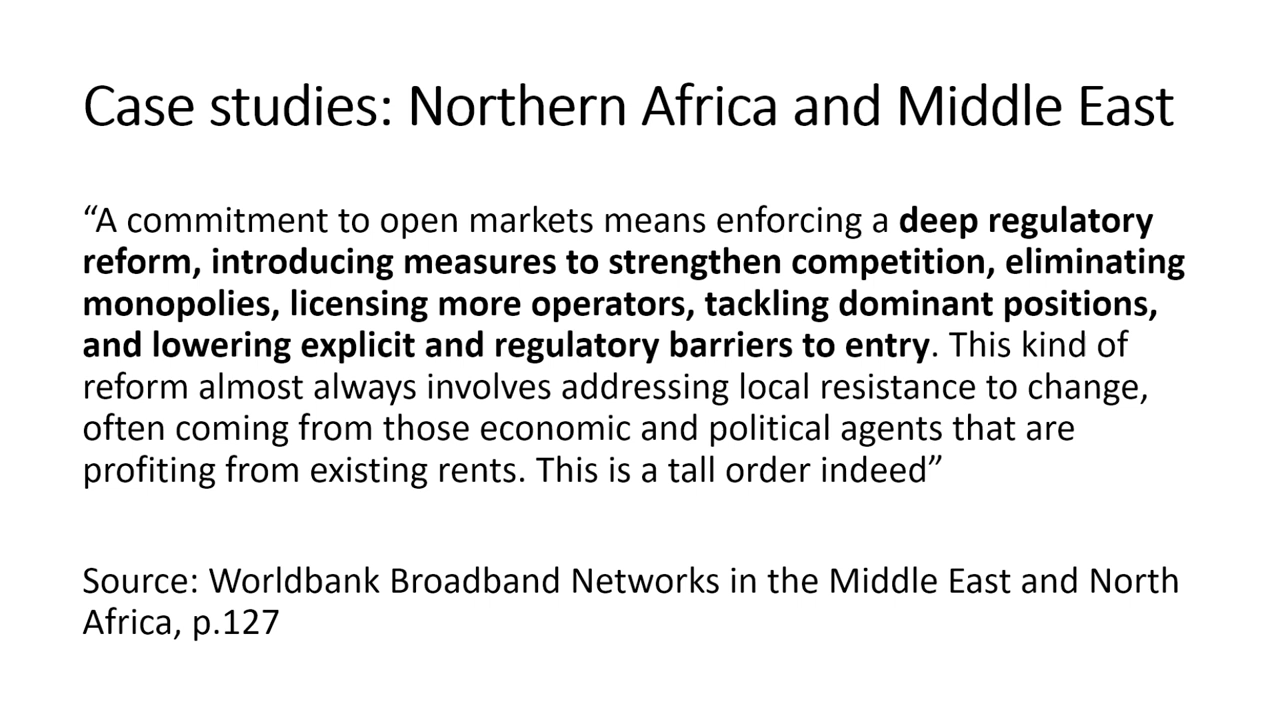 Case studies: Northern Africa and Middle East
“A commitment to open markets means enforcing a deep regulatory
reform, introducing measures to strengthen competition, eliminating
monopolies, licensing more operators, tackling dominant positions,
and lowering explicit and regulatory barriers to entry. This kind of
reform almost always involves addressing local resistance to change,
often coming from those economic and political agents that are
profiting from existing rents. This is a tall order indeed”
Source: Worldbank Broadband Networks in the Middle East and North
Africa, p.127